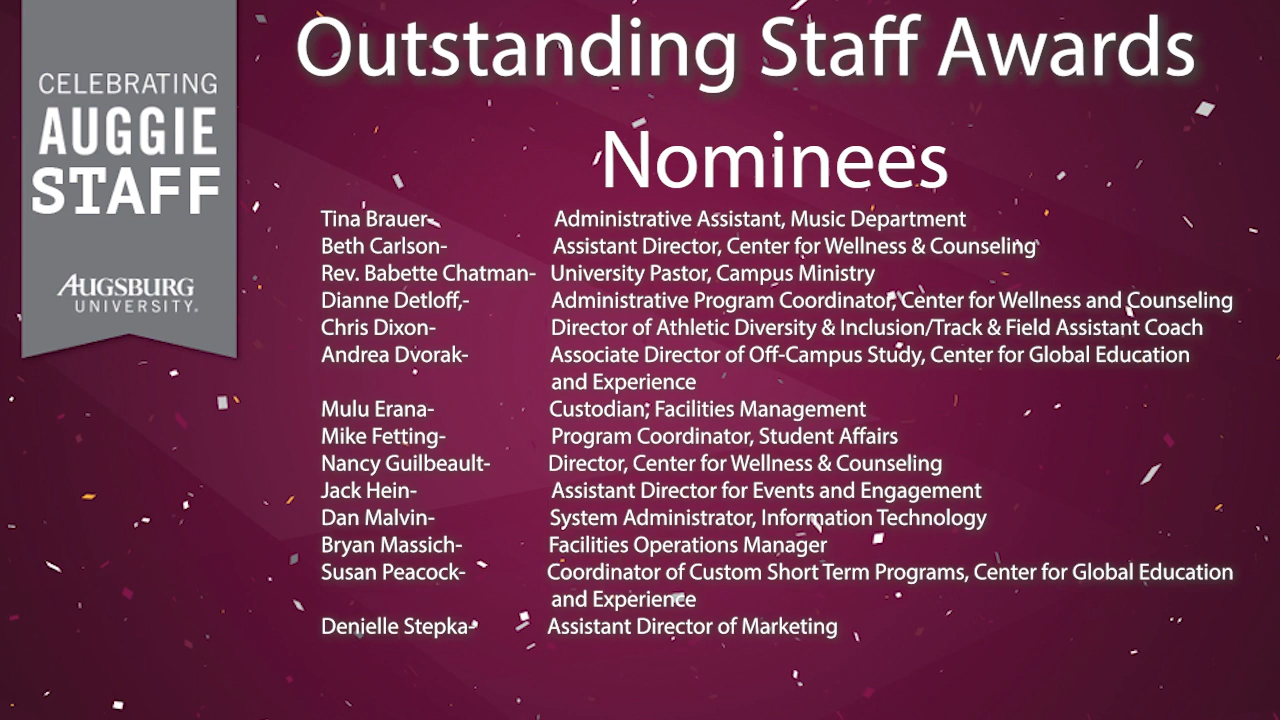 CELEBRATING
AUGGIE
STAFF
AUGSBURG
UNIVERSITY.
Outstanding Staff Awards
Nominees
Tina Brauer- Administrative Assistant, Music Department
Beth Carlson- Assistant Director, Center for Wellness & Counseling
Rev. Babette Chatman- University Pastor, Campus Ministry
Dianne Detloff,- Administrative Program Coordinator, Center for Wellness and Counseling
Chris Dixon- Director of Athletic Diversity & Inclusion/Track & Field Assistant Coach
Andrea Dvorak- Associate Director of Off-Campus Study, Center for Global Education
and Experience
Mulu Erana- Custodian, Facilities Management
Mike Fetting- Program Coordinator, Student Affairs
Nancy Guilbeault- Director, Center for Wellness & Counseling
Jack Hein- Assistant Director for Events and Engagement
Dan Malvin- System Administrator, Information Technology
Bryan Massich- Facilities Operations Manager
Susan Peacock- Coordinator of Custom Short Term Programs, Center for Global Education
and Experience
Denielle Stepka- Assistant Director of Marketing